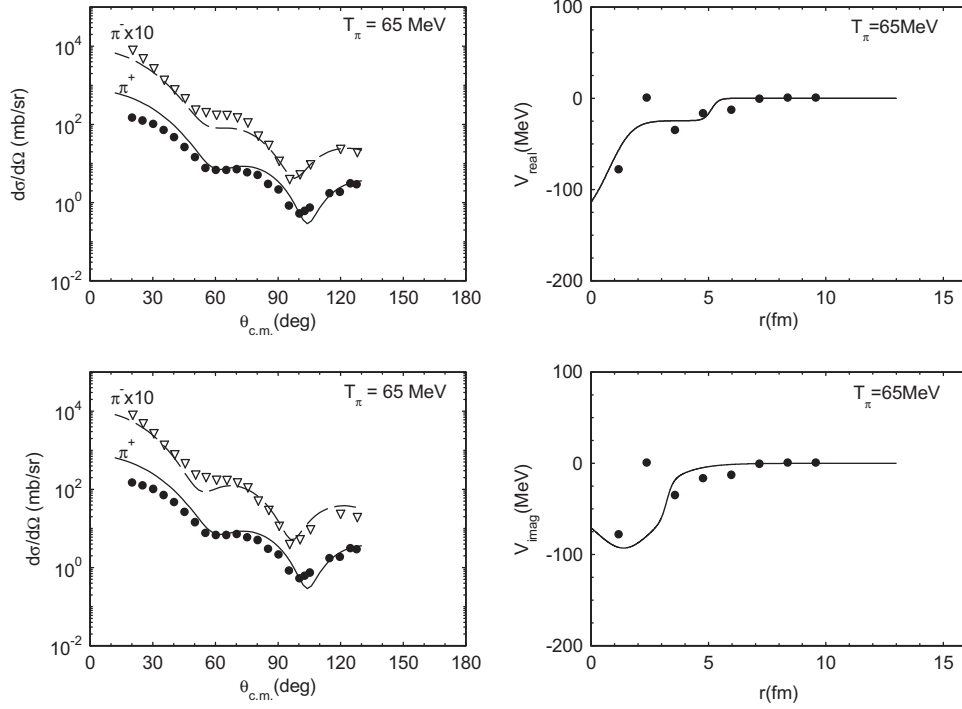 π⁻x10
T_π = 65 MeV
π⁺
dσ/dΩ (mb/sr)
10⁴
10²
10⁰
10⁻²
0 30 60 90 120 150 180
θ_c.m.(deg)
T_π=65MeV
V_real(MeV)
100
0
-100
-200
0 5 10 15
r(fm)
π⁻x10
T_π = 65 MeV
π⁺
dσ/dΩ (mb/sr)
10⁴
10²
10⁰
10⁻²
0 30 60 90 120 150 180
θ_c.m.(deg)
T_π=65MeV
V_imag(MeV)
100
0
-100
-200
0 5 10 15
r(fm)